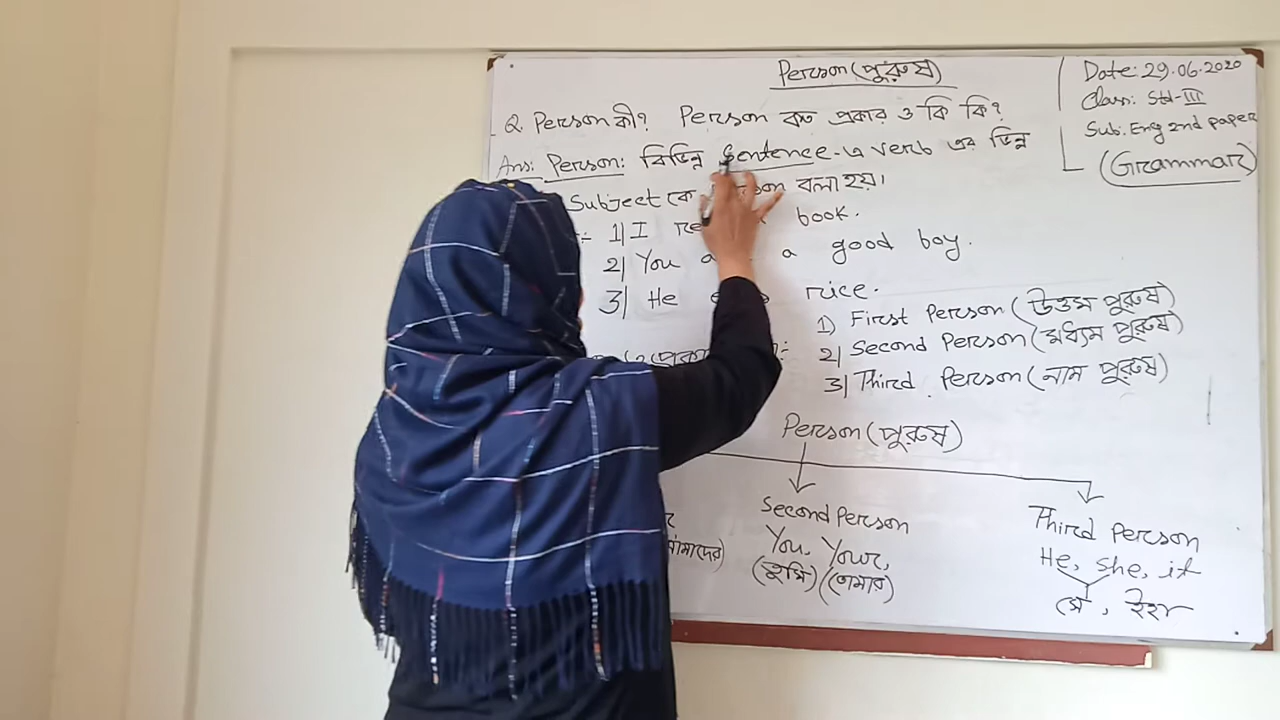 Person (পুরুষ)
Date: 29.06.2020
Class: Std-III
Sub: Eng 2nd paper
(Grammar)
Q. Person কী? Person কত প্রকার ও কি কি?
Ans: Person: বিভিন্ন Sentence-এ verb এর ভিন্ন
Subject কে বলা হয়।
1| I book.
2| You a good boy.
3| He rice.
1) First Person (উত্তম পুরুষ)
2| Second Person (মধ্যম পুরুষ)
3| Third Person (নাম পুরুষ)
Person (পুরুষ)
Second Person
You, Your,
(তুমি) (তোমার)
Third Person
He, She, it
সে, ইহা